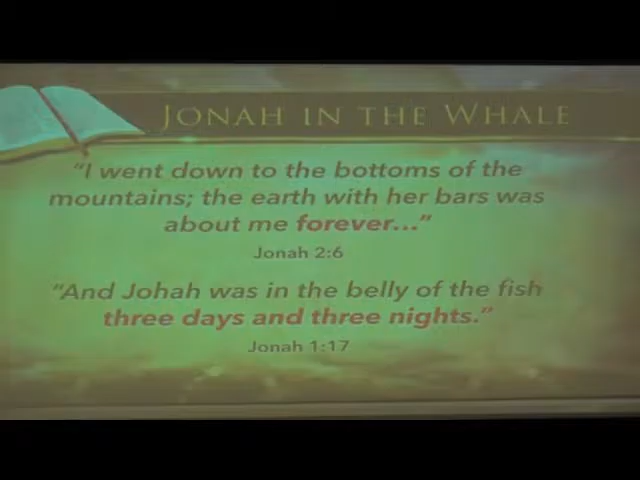 JONAH IN THE WHALE
"I went down to the bottoms of the
mountains; the earth with her bars was
about me forever..."
Jonah 2:6
"And Johah was in the belly of the fish
three days and three nights."
Jonah 1:17